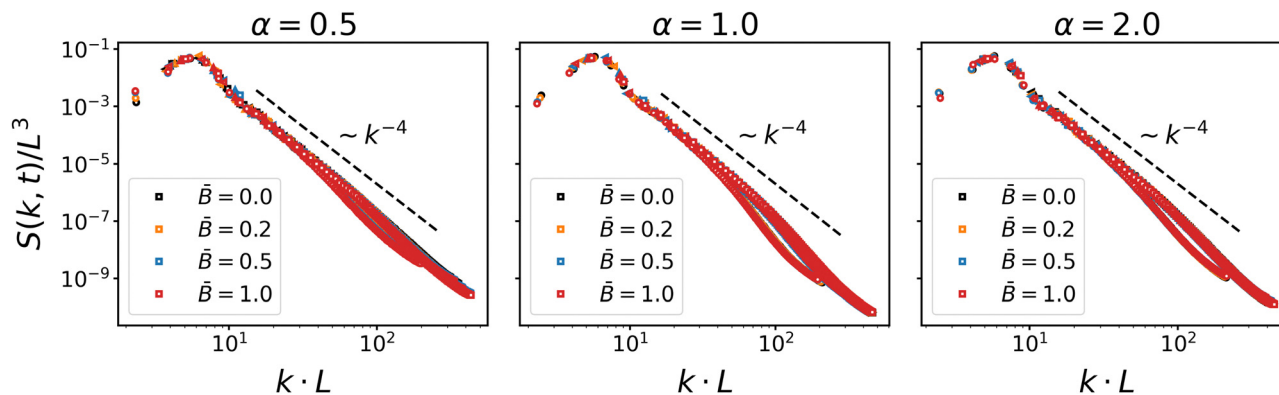 α = 0.5
α = 1.0
α = 2.0
S(k, t)/L³
10⁻¹
10⁻³
10⁻⁵
10⁻⁷
10⁻⁹
~ k⁻⁴
B̄ = 0.0
B̄ = 0.2
B̄ = 0.5
B̄ = 1.0
10¹
10²
k · L
~ k⁻⁴
B̄ = 0.0
B̄ = 0.2
B̄ = 0.5
B̄ = 1.0
10¹
10²
k · L
~ k⁻⁴
B̄ = 0.0
B̄ = 0.2
B̄ = 0.5
B̄ = 1.0
10¹
10²
k · L